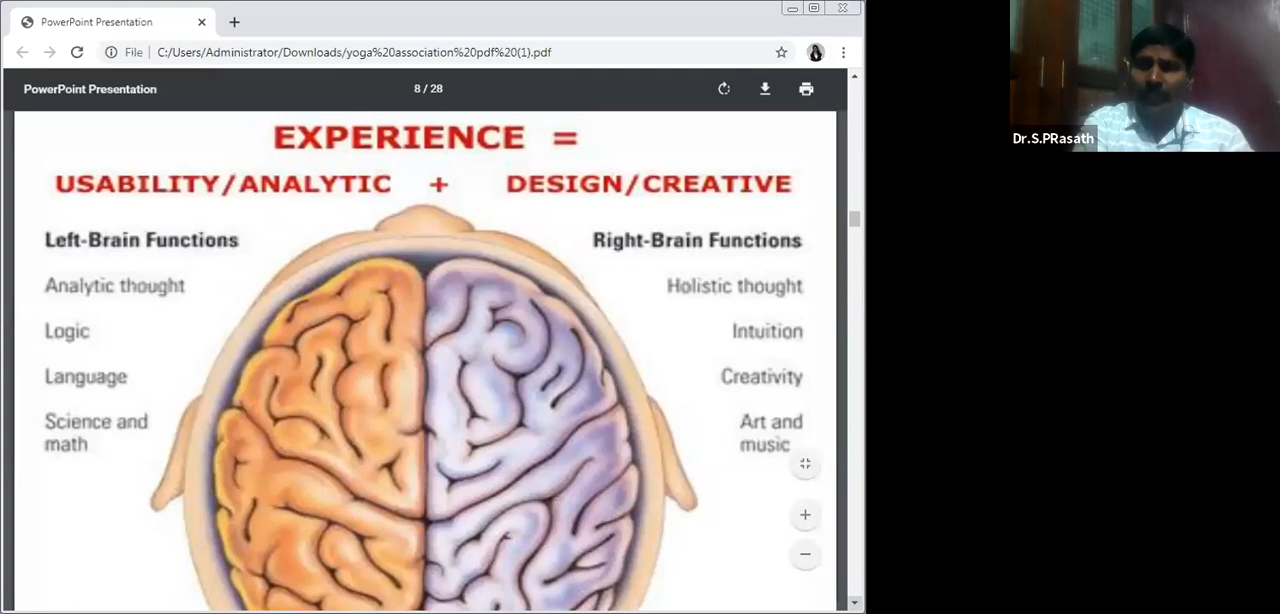 PowerPoint Presentation
File
C:/Users/Administrator/Downloads/yoga%20association%20pdf%20(1).pdf
PowerPoint Presentation
8 / 28
EXPERIENCE =
USABILITY/ANALYTIC + DESIGN/CREATIVE
Left-Brain Functions
Right-Brain Functions
Analytic thought
Holistic thought
Logic
Intuition
Language
Creativity
Science and
math
Art and
music
Dr.S.PRasath